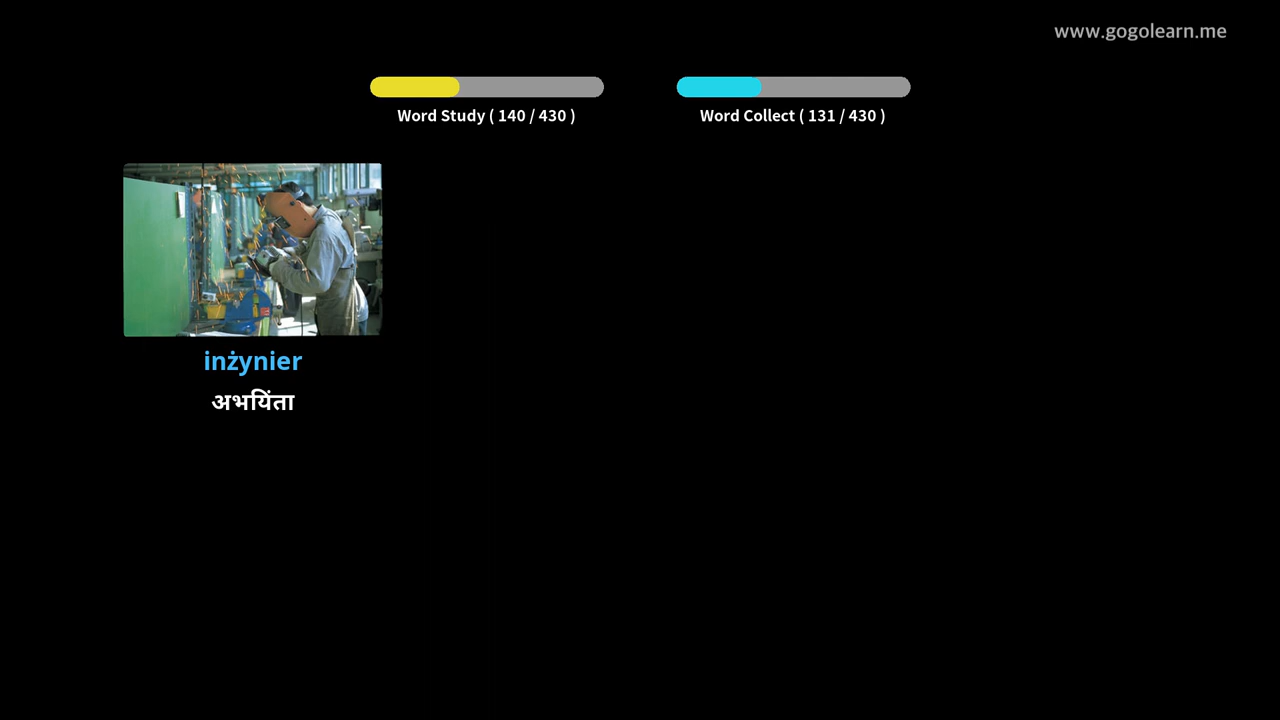 www.gogolearn.me
Word Study ( 140 / 430 )
Word Collect ( 131 / 430 )
inżynier
अभयिंता